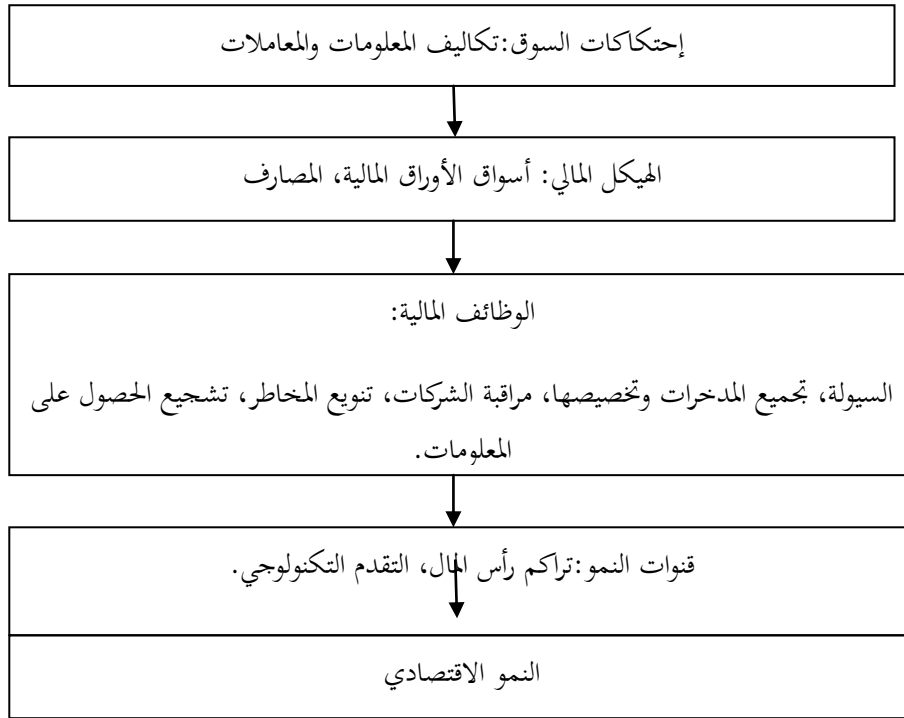 إحتكاكات السوق:تكاليف المعلومات والمعاملات
الهيكل المالي: أسواق الأوراق المالية، المصارف
الوظائف المالية:
السيولة، تجميع المدخرات وتخصيصها، مراقبة الشركات، تنويع المخاطر، تشجيع الحصول على
المعلومات.
قنوات النمو:تراكم رأس المال، التقدم التكنولوجي.
النمو الاقتصادي